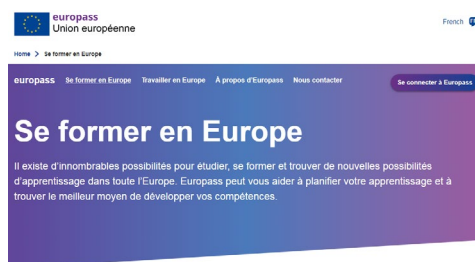 europass
Union européenne
French
Home > Se former en Europe
europass Se former en Europe Travailler en Europe À propos d'Europass Nous contacter Se connecter à Europass
Se former en Europe
Il existe d'innombrables possibilités pour étudier, se former et trouver de nouvelles possibilités
d'apprentissage dans toute l'Europe. Europass peut vous aider à planifier votre apprentissage et à
trouver le meilleur moyen de développer vos compétences.